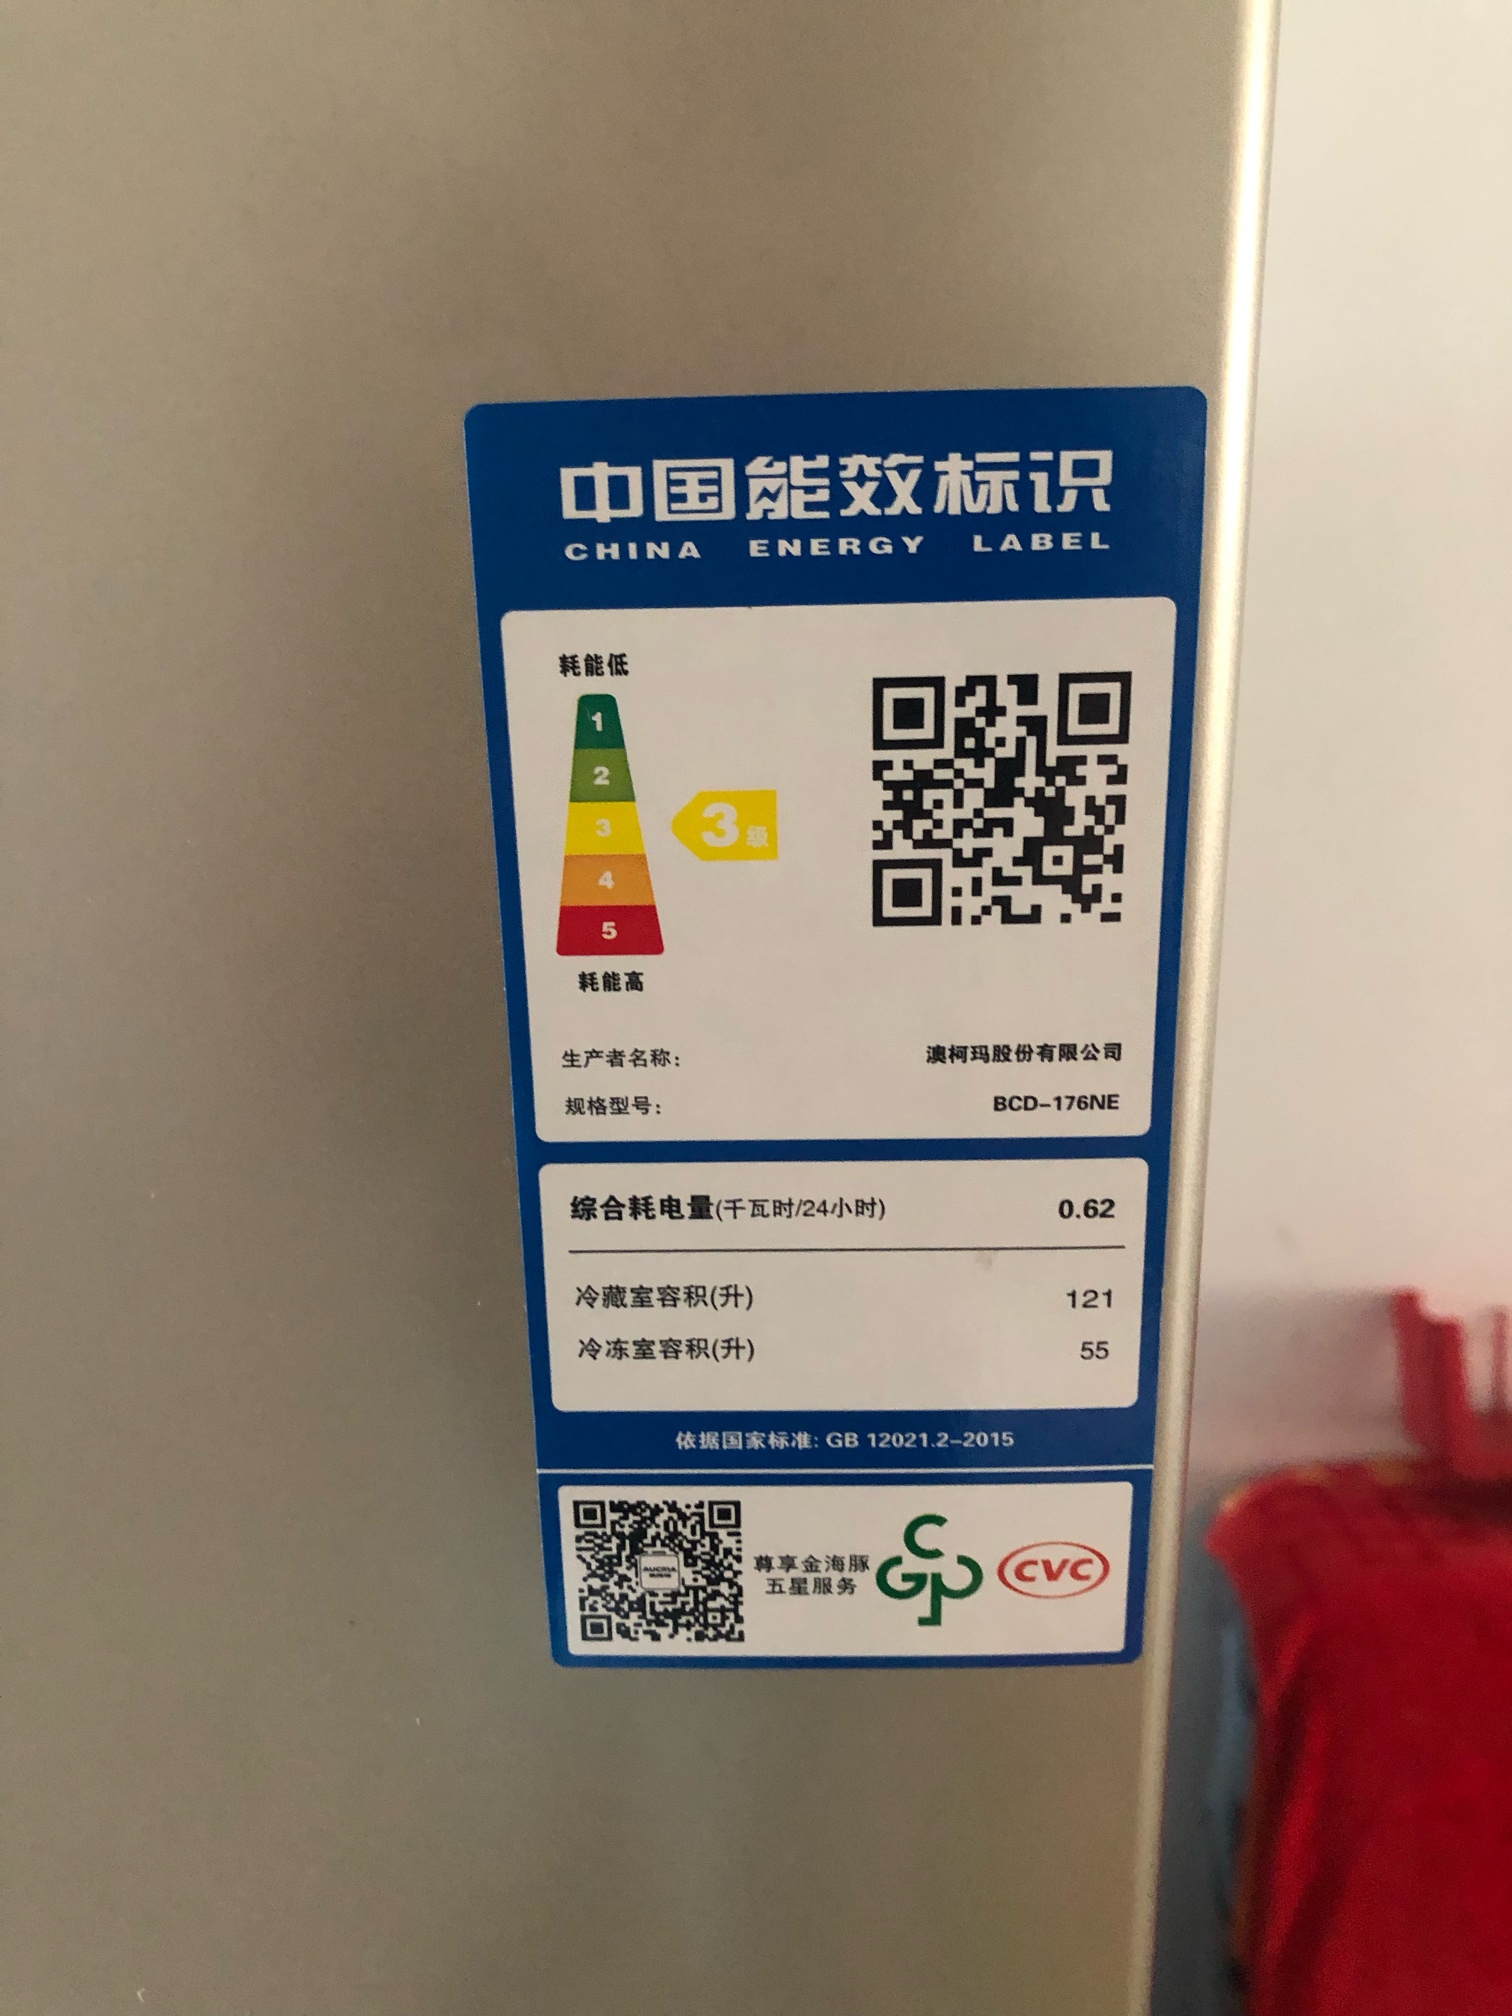 中国能效标识
CHINA ENERGY LABEL
耗能低
1
2
3
3级
4
5
耗能高
生产者名称: 澳柯玛股份有限公司
规格型号: BCD-176NE
综合耗电量(千瓦时/24小时) 0.62
冷藏室容积(升) 121
冷冻室容积(升) 55
依据国家标准: GB 12021.2-2015
AUCMA
尊享金海豚
五星服务
CGP
CVC